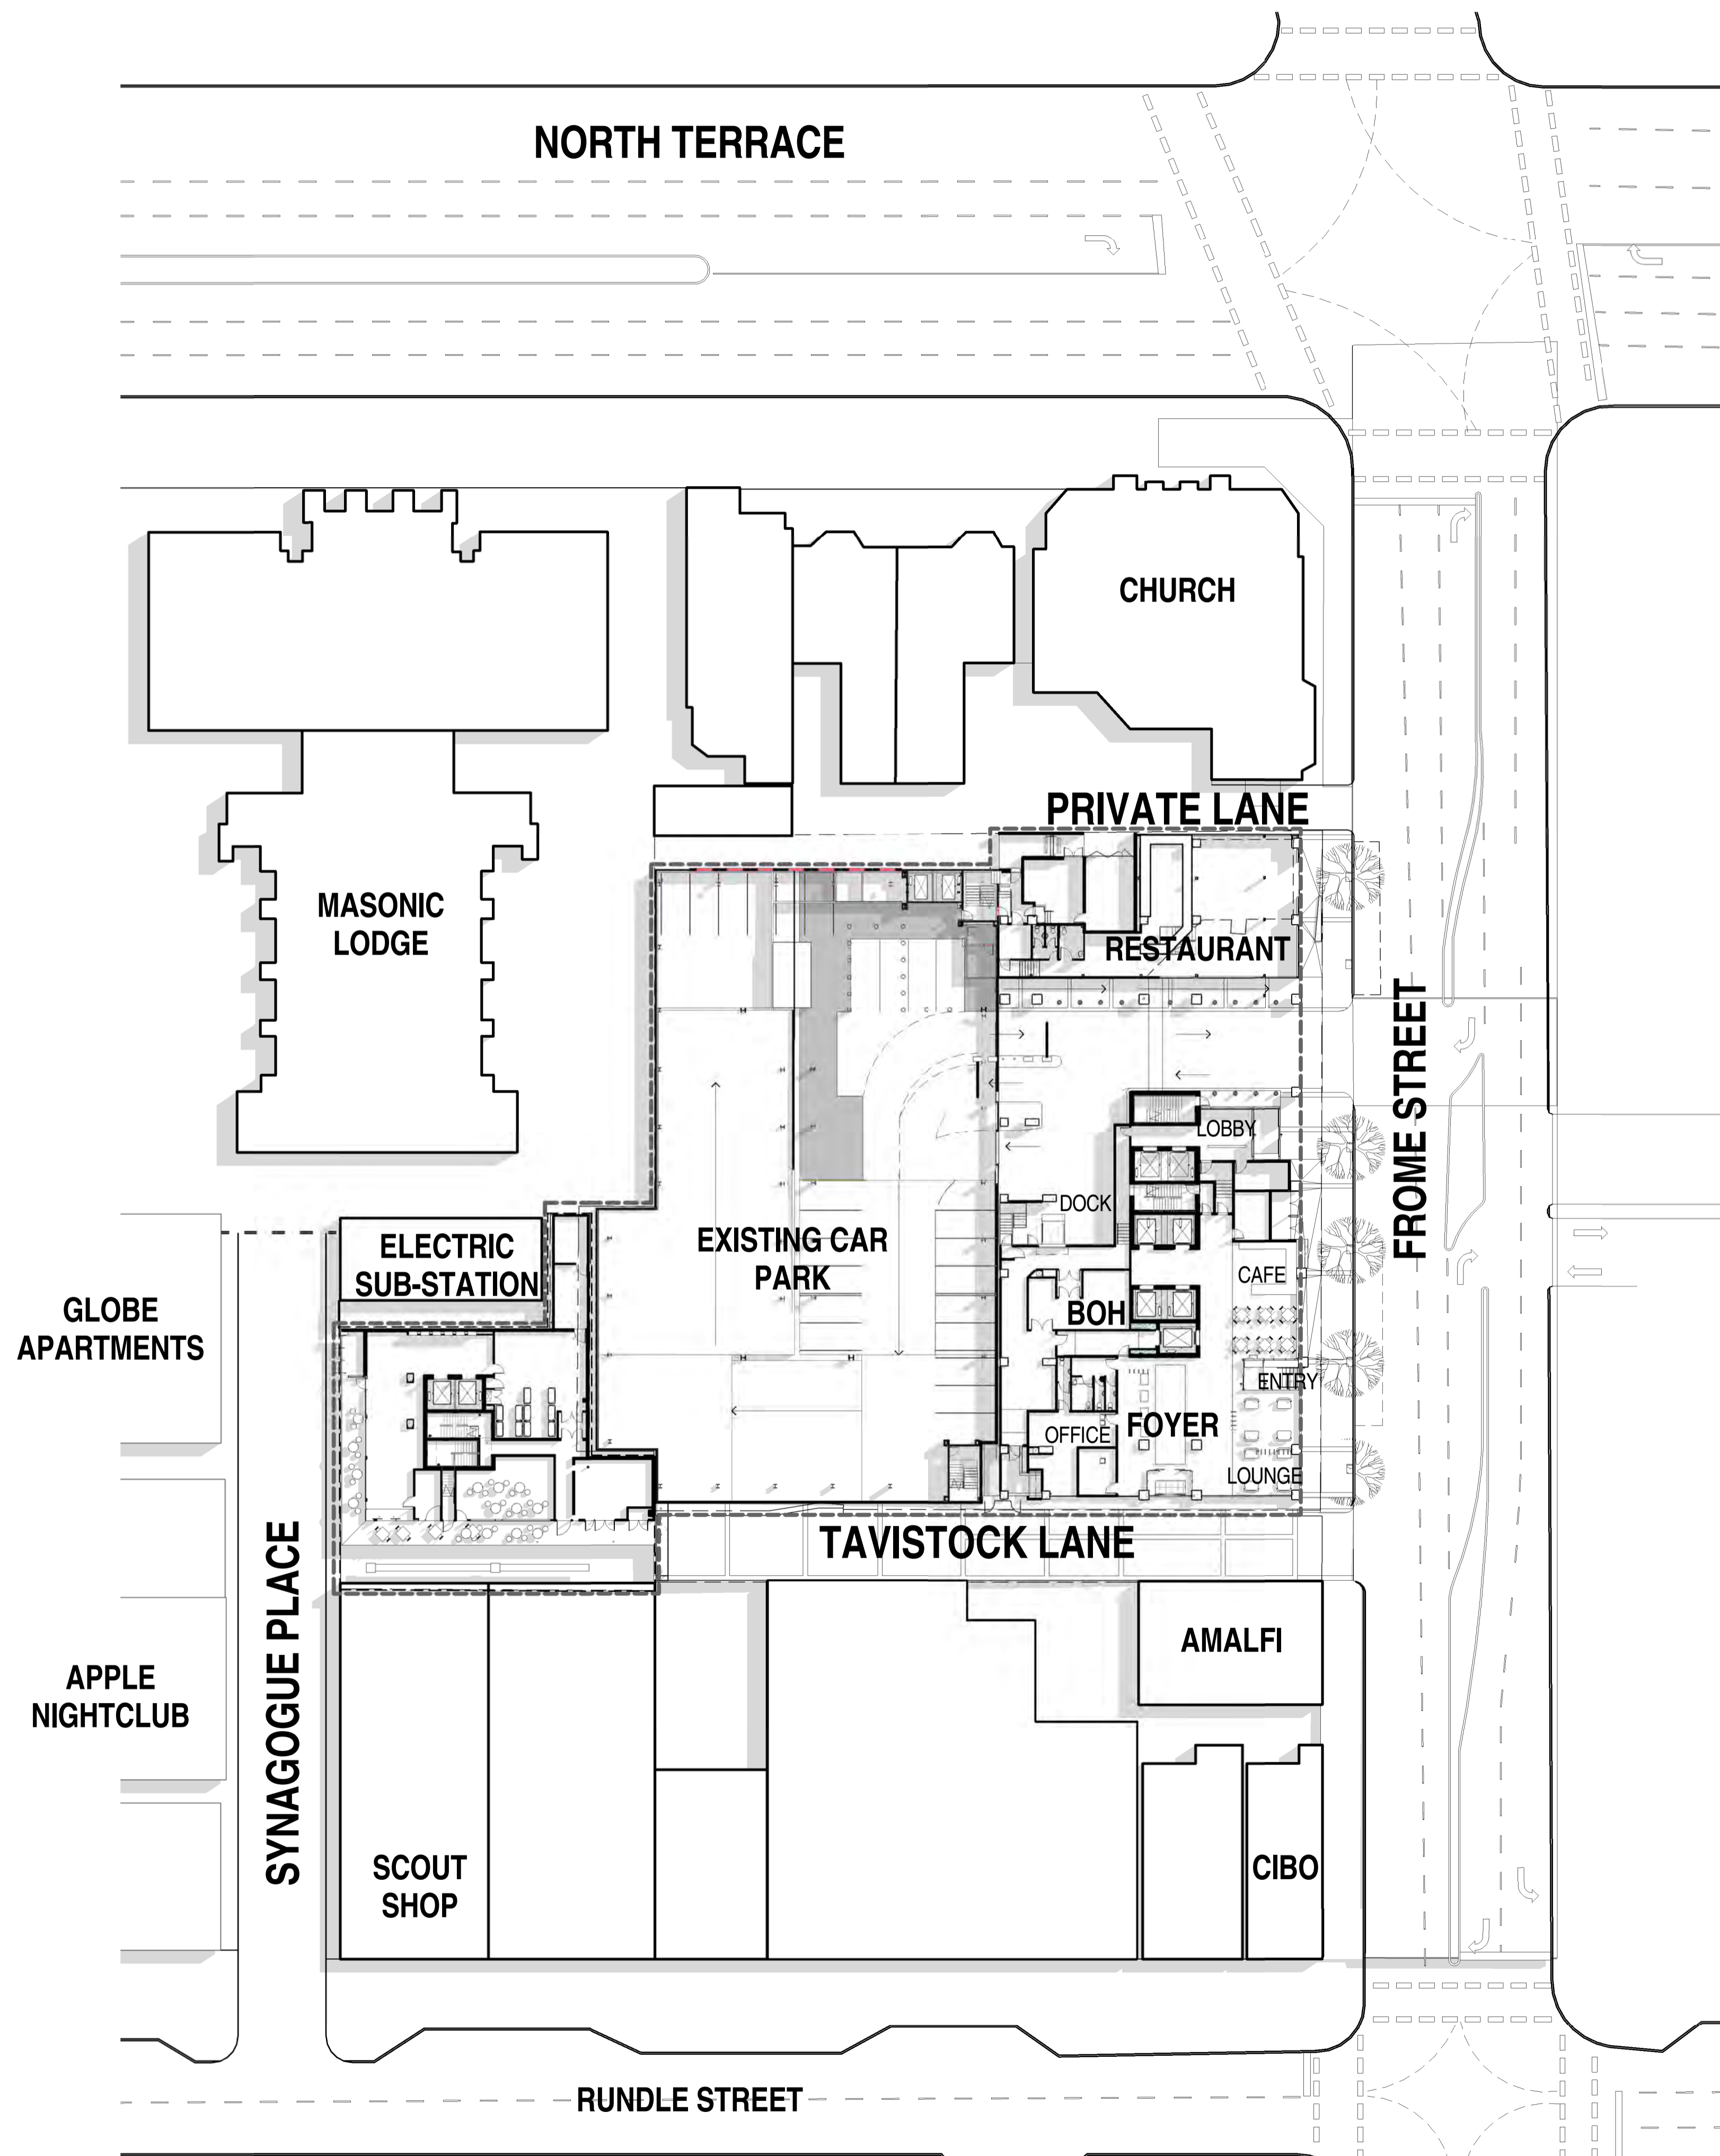 NORTH TERRACE
CHURCH
PRIVATE LANE
MASONIC
LODGE
RESTAURANT
FROME STREET
LOBBY
DOCK
ELECTRIC
SUB-STATION
EXISTING CAR
PARK
CAFE
GLOBE
APARTMENTS
BOH
ENTRY
OFFICE
FOYER
LOUNGE
TAVISTOCK LANE
SYNAGOGUE PLACE
AMALFI
APPLE
NIGHTCLUB
SCOUT
SHOP
CIBO
RUNDLE STREET